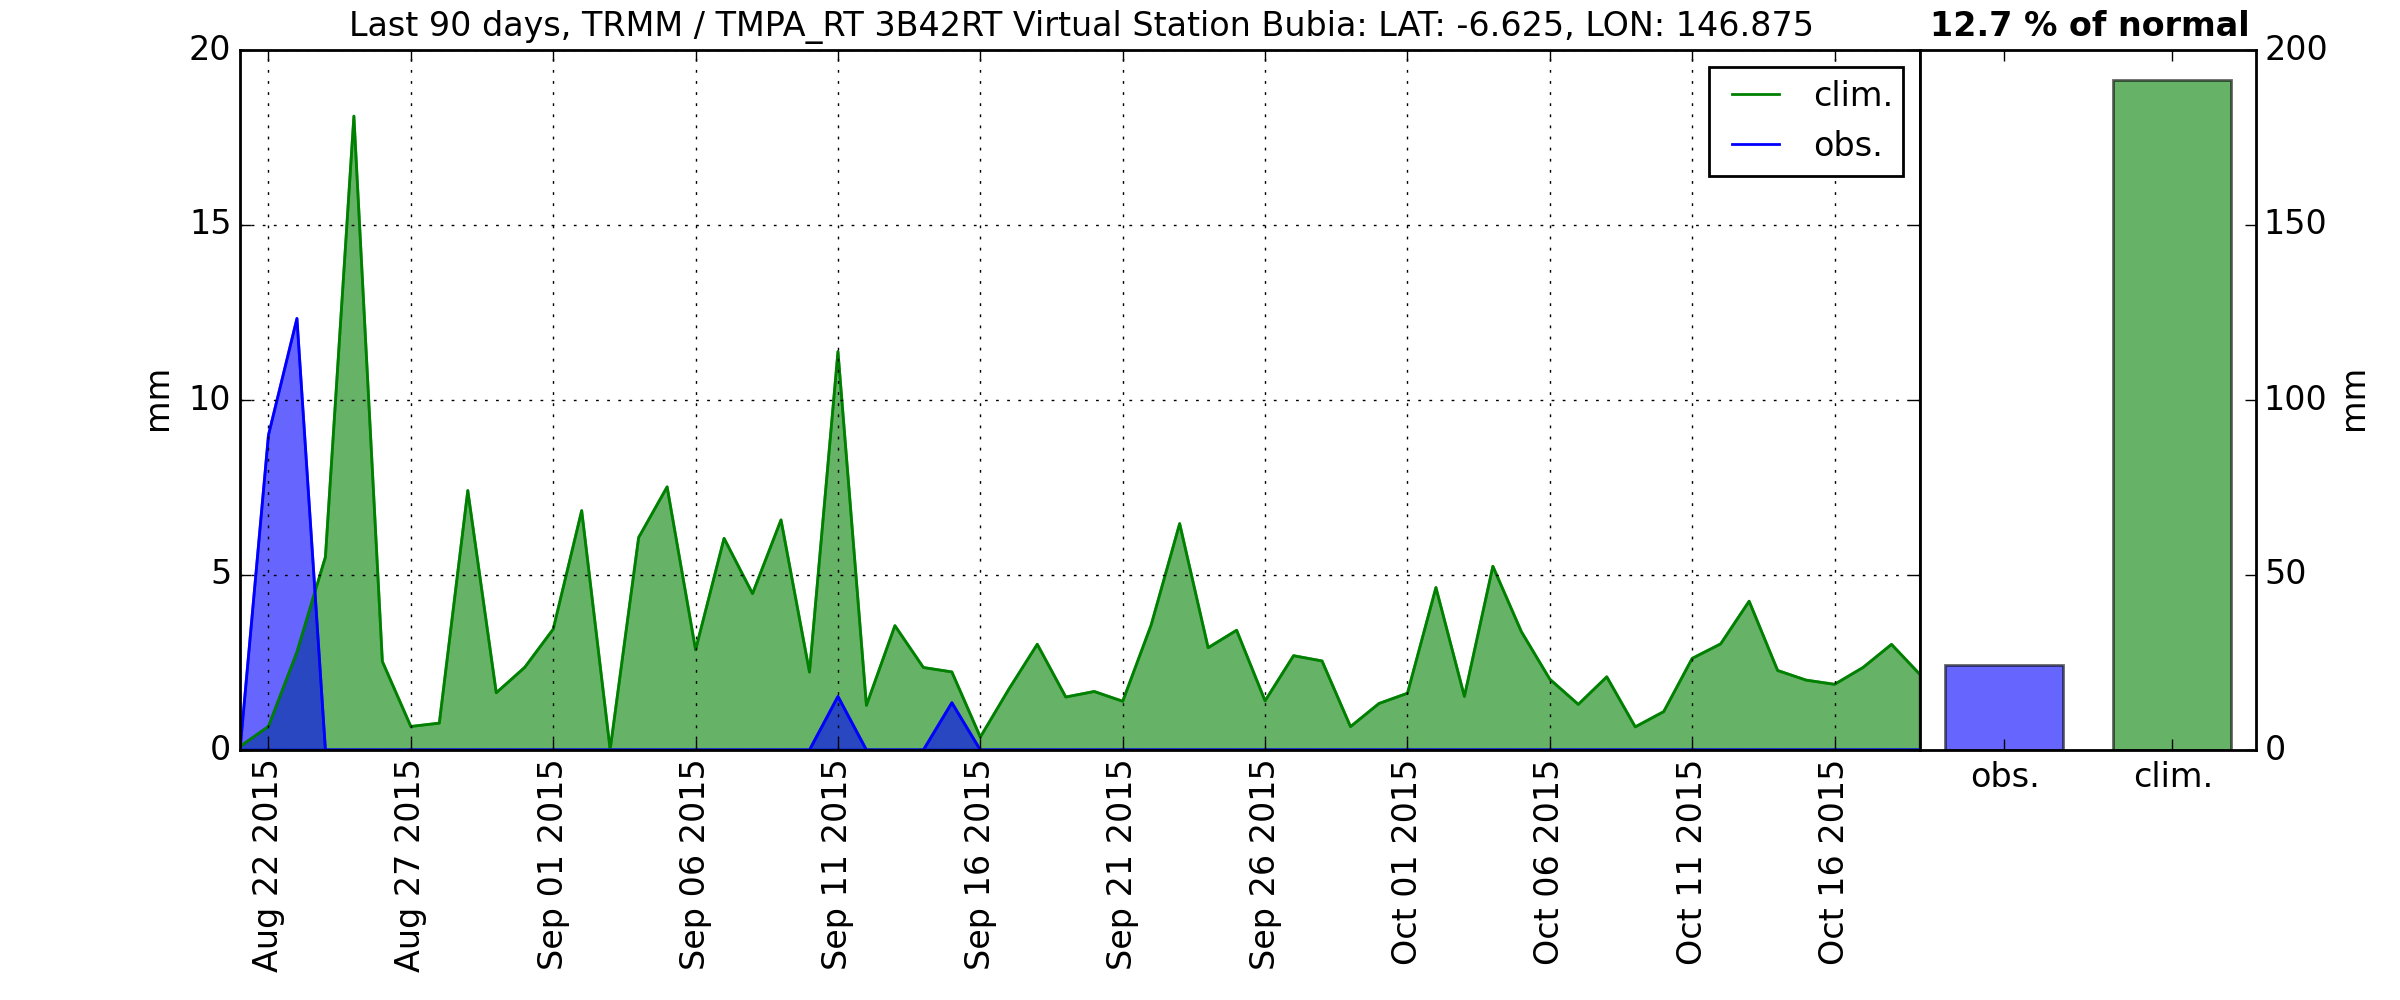 Last 90 days, TRMM / TMPA_RT 3B42RT Virtual Station Bubia: LAT: -6.625, LON: 146.875
12.7 % of normal
20
15
10
5
0
mm
clim.
obs.
200
150
100
50
0
mm
Aug 22 2015
Aug 27 2015
Sep 01 2015
Sep 06 2015
Sep 11 2015
Sep 16 2015
Sep 21 2015
Sep 26 2015
Oct 01 2015
Oct 06 2015
Oct 11 2015
Oct 16 2015
obs.
clim.